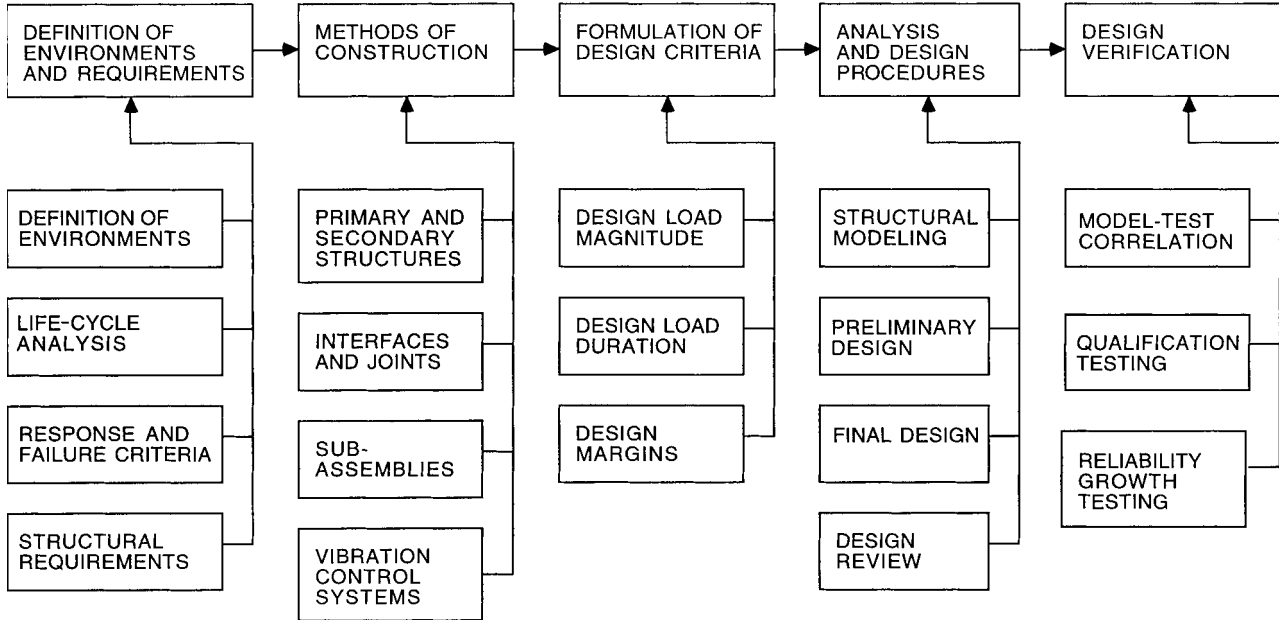 DEFINITION OF
ENVIRONMENTS
AND REQUIREMENTS
METHODS OF
CONSTRUCTION
FORMULATION OF
DESIGN CRITERIA
ANALYSIS
AND DESIGN
PROCEDURES
DESIGN
VERIFICATION
DEFINITION OF
ENVIRONMENTS
LIFE-CYCLE
ANALYSIS
RESPONSE AND
FAILURE CRITERIA
STRUCTURAL
REQUIREMENTS
PRIMARY AND
SECONDARY
STRUCTURES
INTERFACES
AND JOINTS
SUB-
ASSEMBLIES
VIBRATION
CONTROL
SYSTEMS
DESIGN LOAD
MAGNITUDE
DESIGN LOAD
DURATION
DESIGN
MARGINS
STRUCTURAL
MODELING
PRELIMINARY
DESIGN
FINAL DESIGN
DESIGN
REVIEW
MODEL-TEST
CORRELATION
QUALIFICATION
TESTING
RELIABILITY
GROWTH
TESTING